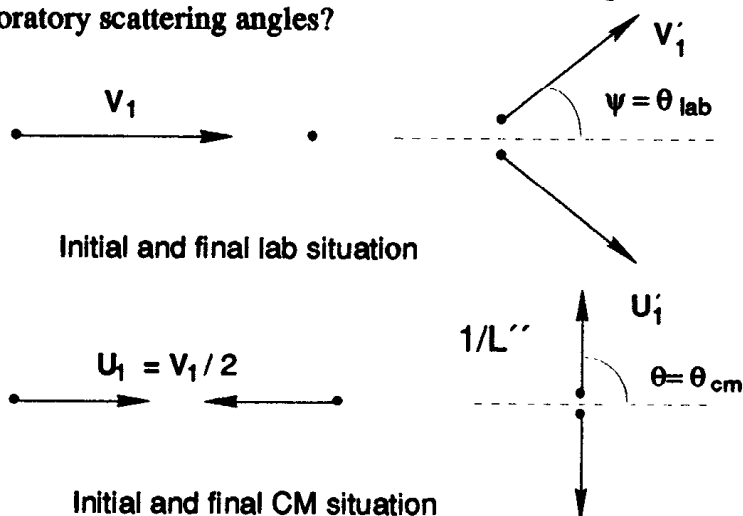 oratory scattering angles?
V₁
V₁′
ψ = θ lab
Initial and final lab situation
U₁ = V₁ / 2
1/L′′
U₁′
θ= θ cm
Initial and final CM situation